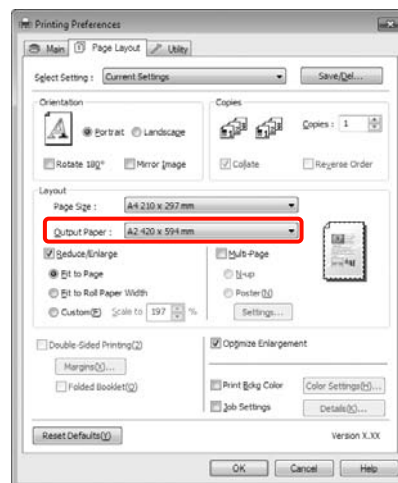 Printing Preferences
Main Page Layout Utility
Select Setting : Current Settings Save/Del...
Orientation Copies
Portrait Landscape Copies : 1
Rotate 180° Mirror Image Collate Reverse Order
Layout
Page Size : A4 210 x 297 mm
Output Paper : A2 420 x 594 mm
Reduce/Enlarge Multi-Page
Fit to Page N-up
Fit to Roll Paper Width Poster(N)
Custom(F) Scale to 197 % Settings...
Double-Sided Printing(2) Optimize Enlargement
Margins(X)...
Folded Booklet(Q) Print Bckg Color Color Settings(H)...
Job Settings Details(K)...
Reset Defaults(Y) Version X.XX
OK Cancel Help